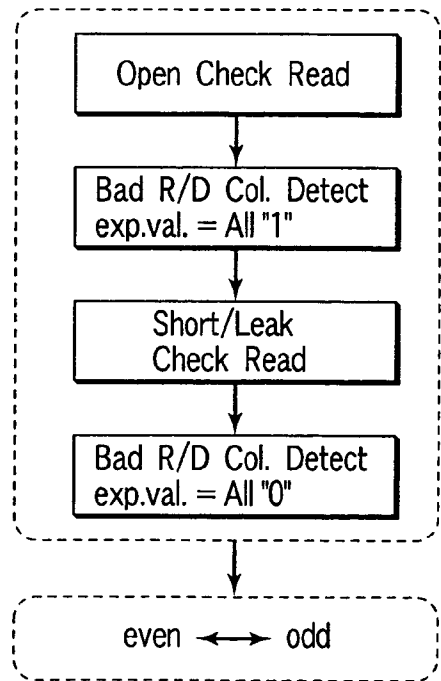 Open Check Read
Bad R/D Col. Detect
exp.val. = All "1"
Short/Leak
Check Read
Bad R/D Col. Detect
exp.val. = All "0"
even ⟷ odd